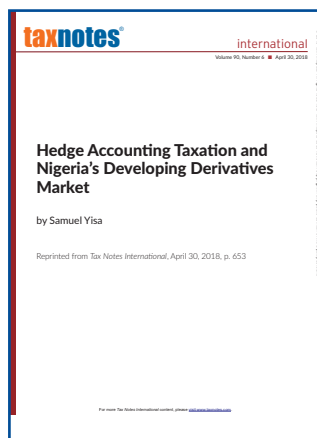 taxnotes®
international
Volume 90, Number 6 ■ April 30, 2018
Hedge Accounting Taxation and
Nigeria's Developing Derivatives
Market
by Samuel Yisa
Reprinted from Tax Notes International, April 30, 2018, p. 653
For more Tax Notes International content, please visit www.taxnotes.com.